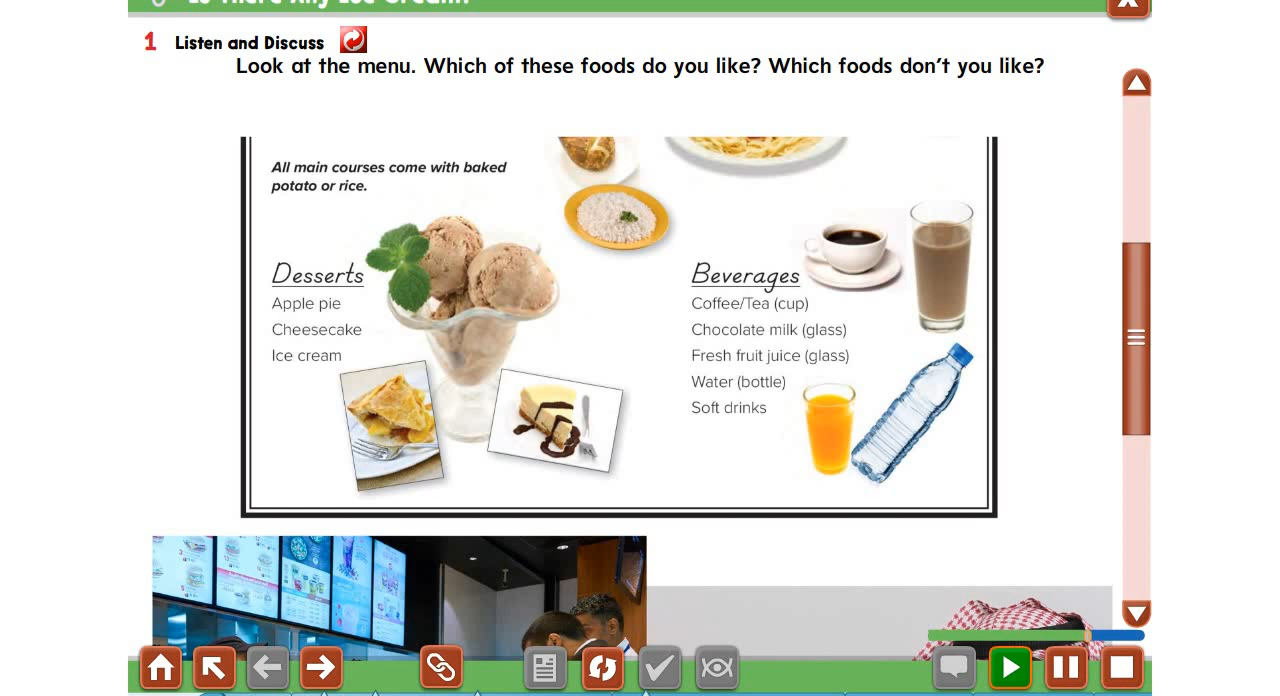 1 Listen and Discuss
Look at the menu. Which of these foods do you like? Which foods don't you like?
All main courses come with baked
potato or rice.
Desserts
Apple pie
Cheesecake
Ice cream
Beverages
Coffee/Tea (cup)
Chocolate milk (glass)
Fresh fruit juice (glass)
Water (bottle)
Soft drinks